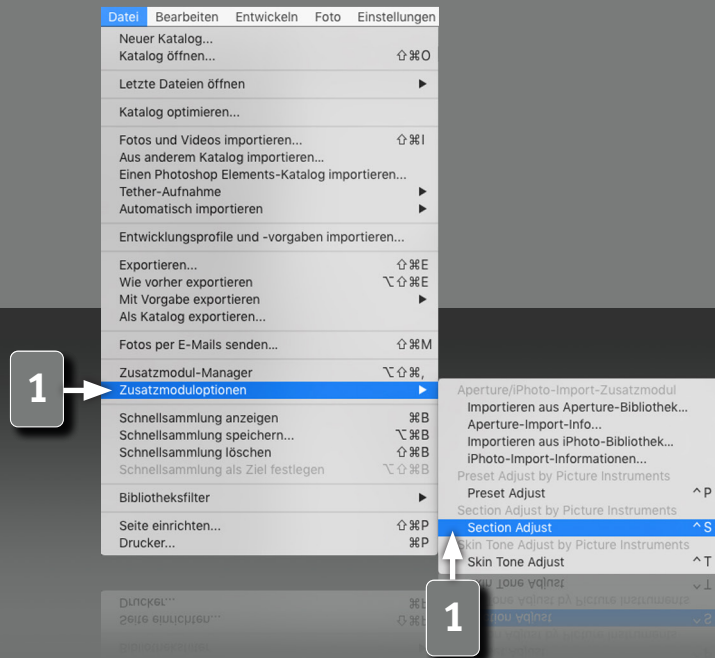 Datei Bearbeiten Entwickeln Foto Einstellungen
Neuer Katalog...
Katalog öffnen... ⇧⌘O
Letzte Dateien öffnen ▶
Katalog optimieren...
Fotos und Videos importieren... ⇧⌘I
Aus anderem Katalog importieren...
Einen Photoshop Elements-Katalog importieren...
Tether-Aufnahme ▶
Automatisch importieren ▶
Entwicklungsprofile und -vorgaben importieren...
Exportieren... ⇧⌘E
Wie vorher exportieren ⌥⇧⌘E
Mit Vorgabe exportieren ▶
Als Katalog exportieren...
Fotos per E-Mails senden... ⇧⌘M
Zusatzmodul-Manager ⌥⇧⌘,
1 Zusatzmoduloptionen ▶
Schnellsammlung anzeigen ⌘B
Schnellsammlung speichern... ⌥⌘B
Schnellsammlung löschen ⇧⌘B
Schnellsammlung als Ziel festlegen ⌥⇧⌘B
Bibliotheksfilter ▶
Seite einrichten... ⇧⌘P
Drucker... ⌘P
Aperture/iPhoto-Import-Zusatzmodul
Importieren aus Aperture-Bibliothek...
Aperture-Import-Info...
Importieren aus iPhoto-Bibliothek...
iPhoto-Import-Informationen...
Preset Adjust by Picture Instruments
Preset Adjust ^P
Section Adjust by Picture Instruments
Section Adjust ^S
Skin Tone Adjust by Picture Instruments
Skin Tone Adjust ^T
1